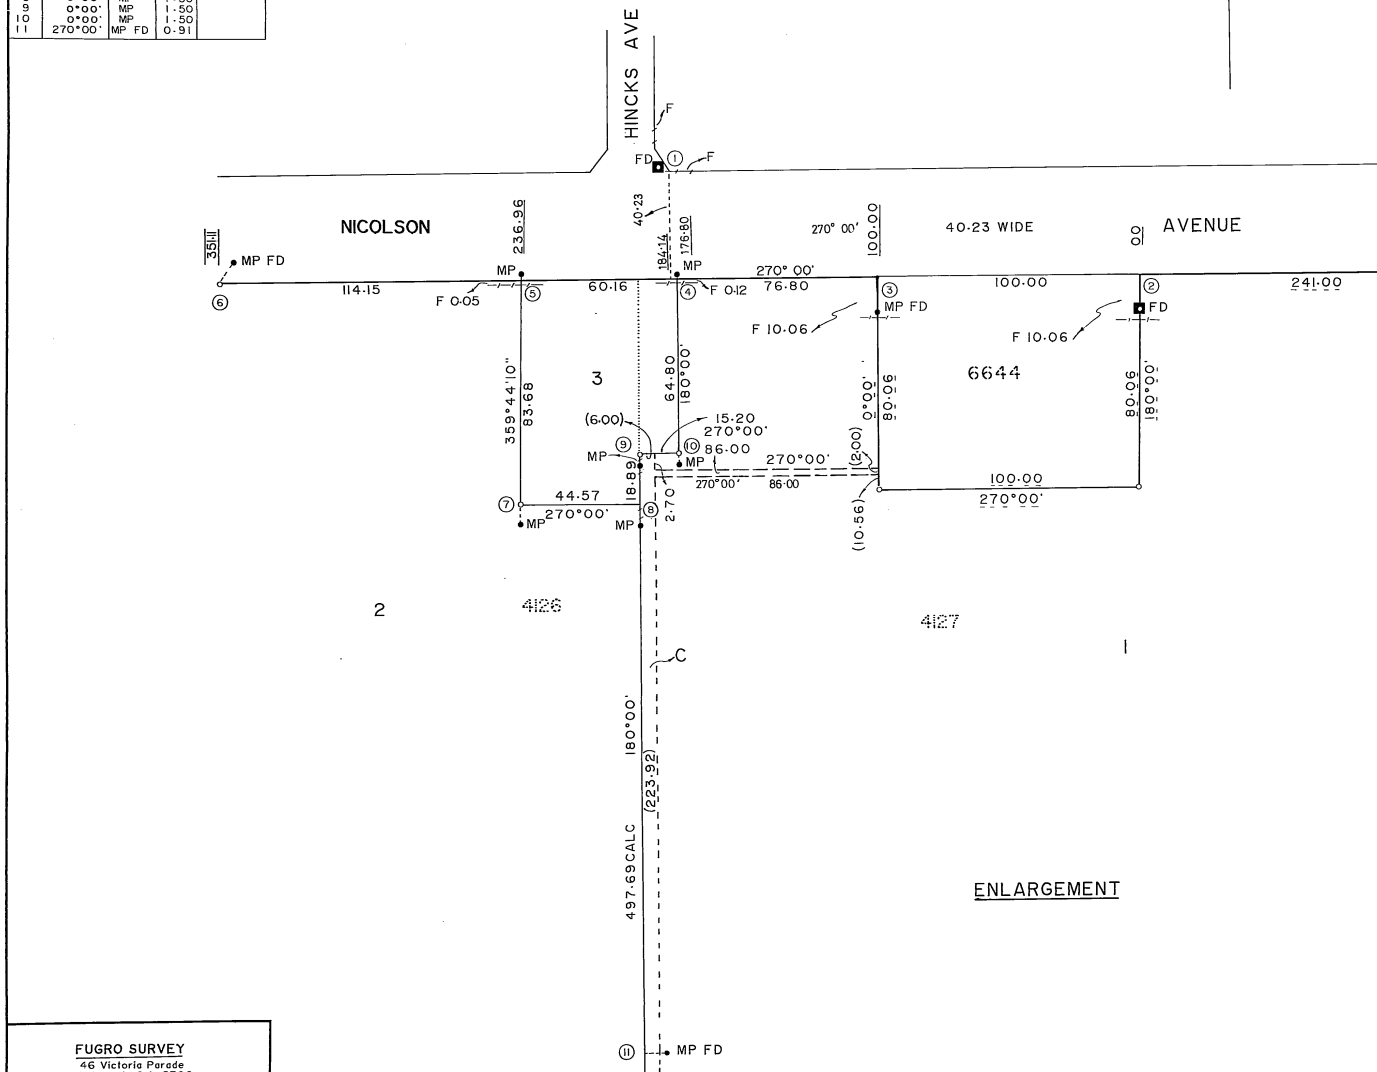 9 0°00' MP 1·50
10 0°00' MP 1·50
11 270°00' MP FD 0·91
HINCKS AVE
F
FD
1
F
40·23
NICOLSON
236·96
351·11
184·14
176·80
270° 00'
100·00
40·23 WIDE
00
AVENUE
MP FD
MP
MP
270° 00'
6
114·15
F 0·05
5
60·16
4
F 0·12
76·80
3
100·00
2
241·00
MP FD
FD
F 10·06
F 10·06
359°44'10"
83·68
3
64·80
180°00'
0°00'
80·06
6644
80·06
180°00'
(6·00)
15·20
270°00'
9
10
86·00
MP
MP
270°00'
(2·00)
270°00'
86·00
100·00
270°00'
18·89
2·70
(10·56)
7
44·57
270°00'
8
MP
MP
2
4126
4127
1
C
180°00'
(223·92)
497·69 CALC
ENLARGEMENT
11
MP FD
FUGRO SURVEY
46 Victoria Parade